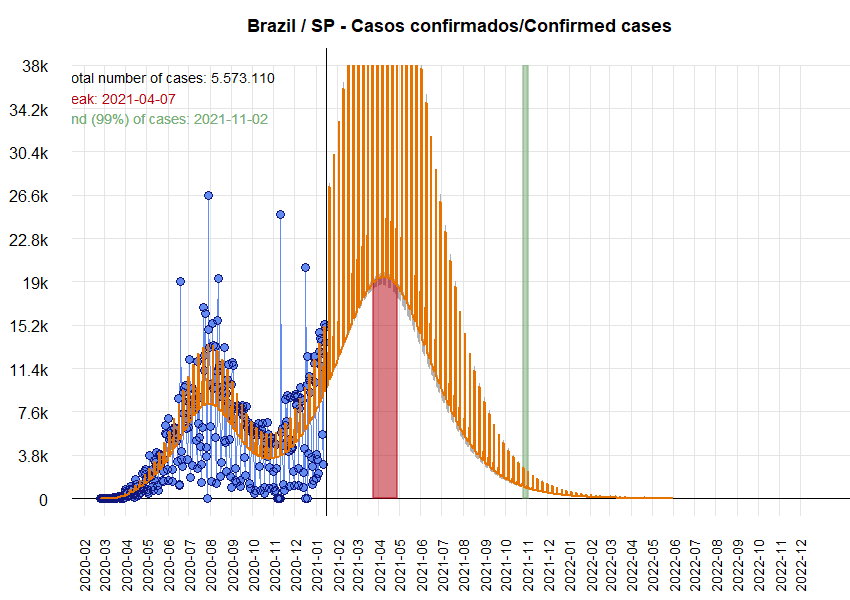 Brazil / SP - Casos confirmados/Confirmed cases
38k
34.2k
30.4k
26.6k
22.8k
19k
15.2k
11.4k
7.6k
3.8k
0
otal number of cases: 5.573.110
eak: 2021-04-07
nd (99%) of cases: 2021-11-02
2020-02
2020-03
2020-04
2020-05
2020-06
2020-07
2020-08
2020-09
2020-10
2020-11
2020-12
2021-01
2021-02
2021-03
2021-04
2021-05
2021-06
2021-07
2021-08
2021-09
2021-10
2021-11
2021-12
2022-01
2022-02
2022-03
2022-04
2022-05
2022-06
2022-07
2022-08
2022-09
2022-10
2022-11
2022-12